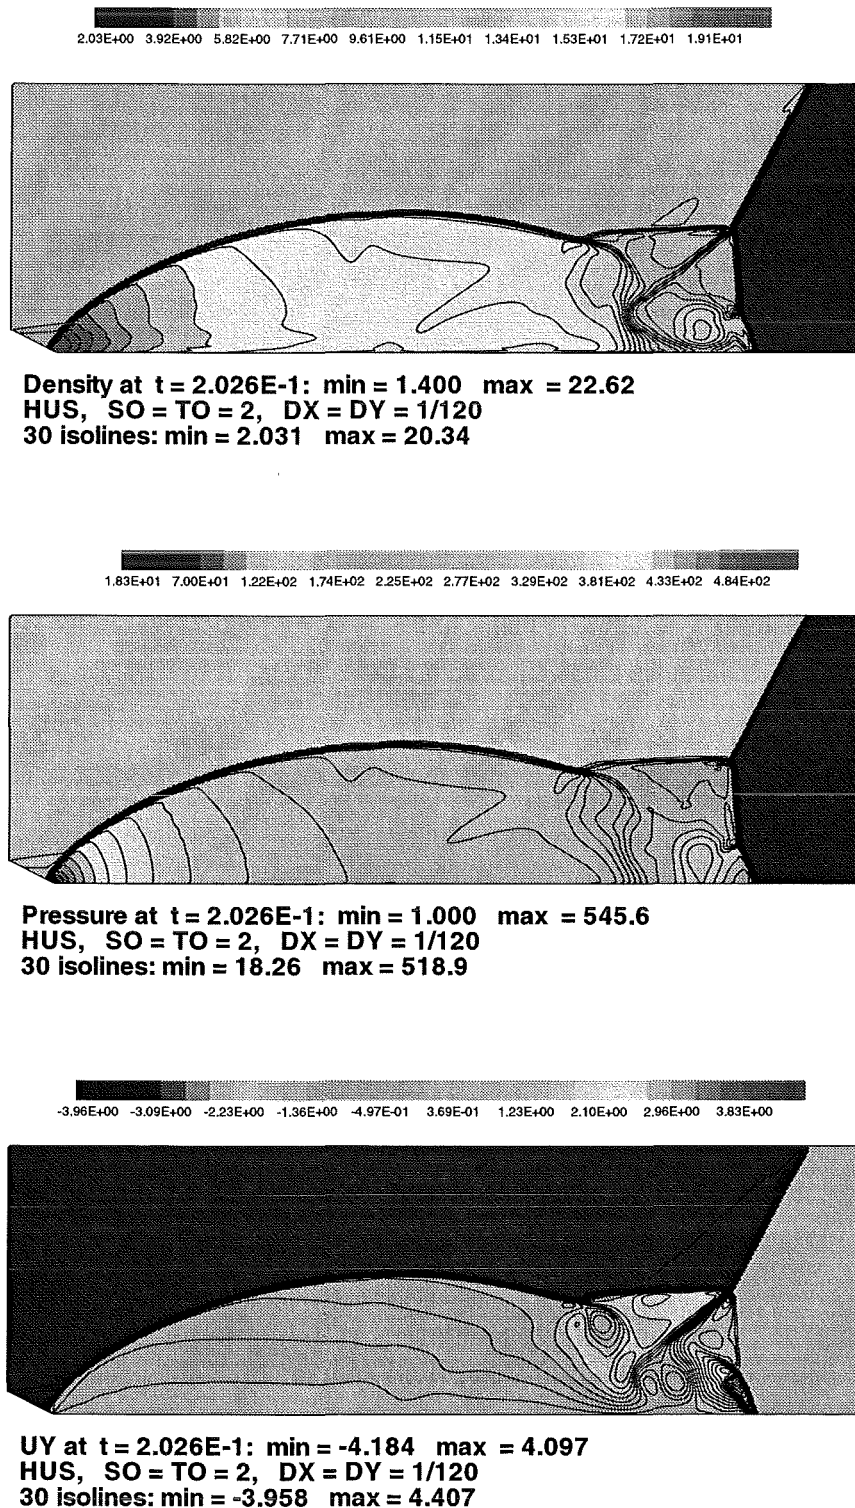 2.03E+00 3.92E+00 5.82E+00 7.71E+00 9.61E+00 1.15E+01 1.34E+01 1.53E+01 1.72E+01 1.91E+01
Density at t = 2.026E-1: min = 1.400 max = 22.62
HUS, SO = TO = 2, DX = DY = 1/120
30 isolines: min = 2.031 max = 20.34
1.83E+01 7.00E+01 1.22E+02 1.74E+02 2.25E+02 2.77E+02 3.29E+02 3.81E+02 4.33E+02 4.84E+02
Pressure at t = 2.026E-1: min = 1.000 max = 545.6
HUS, SO = TO = 2, DX = DY = 1/120
30 isolines: min = 18.26 max = 518.9
-3.96E+00 -3.09E+00 -2.23E+00 -1.36E+00 -4.97E-01 3.69E-01 1.23E+00 2.10E+00 2.96E+00 3.83E+00
UY at t = 2.026E-1: min = -4.184 max = 4.097
HUS, SO = TO = 2, DX = DY = 1/120
30 isolines: min = -3.958 max = 4.407